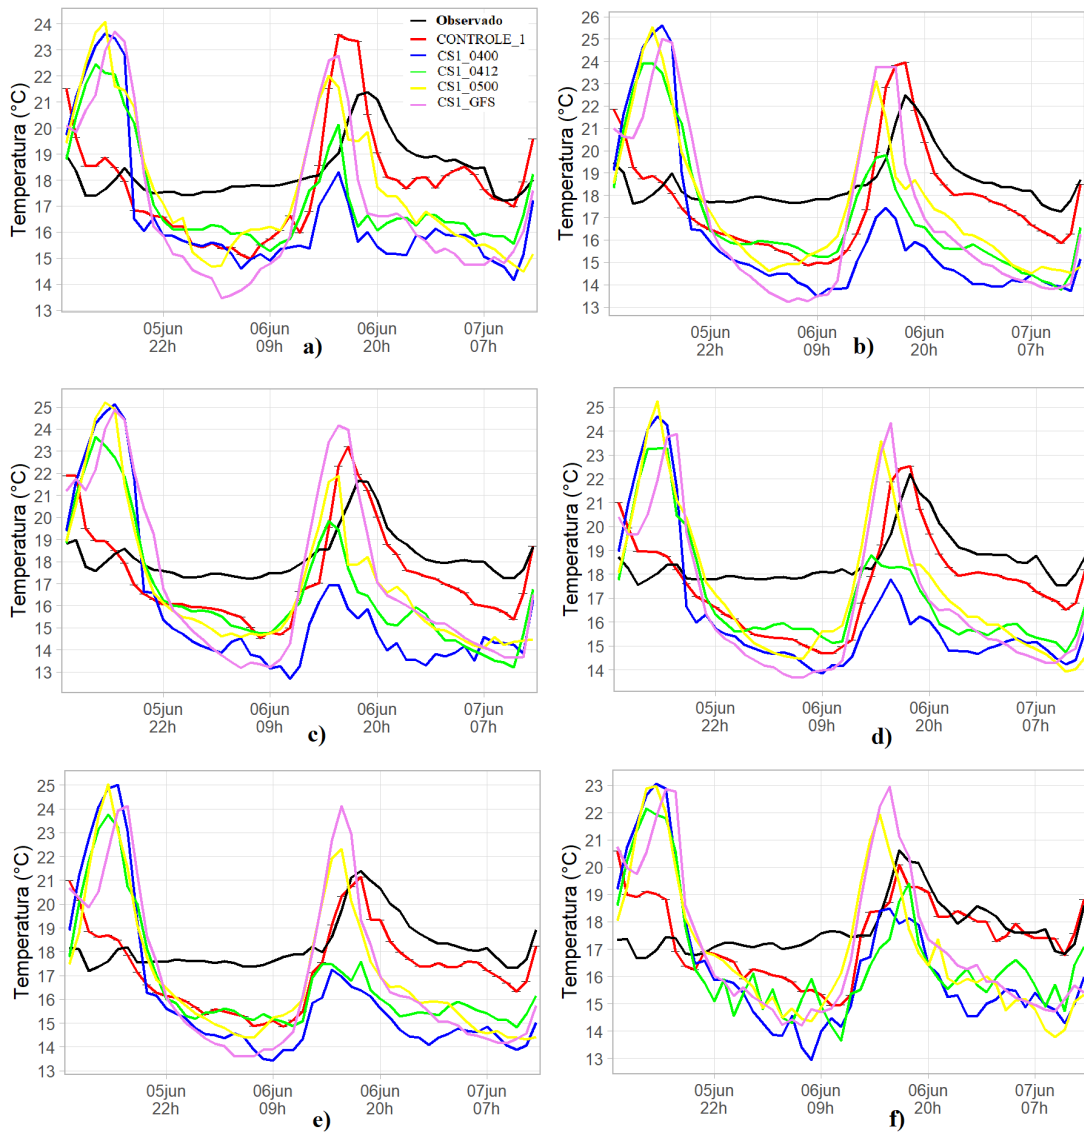 Temperatura (°C)
24
23
22
21
20
19
18
17
16
15
14
13
Observado
CONTROLE_1
CS1_0400
CS1_0412
CS1_0500
CS1_GFS
05jun 06jun 06jun 07jun
22h 09h 20h 07h
a)
Temperatura (°C)
26
25
24
23
22
21
20
19
18
17
16
15
14
13
05jun 06jun 06jun 07jun
22h 09h 20h 07h
b)
Temperatura (°C)
25
24
23
22
21
20
19
18
17
16
15
14
13
05jun 06jun 06jun 07jun
22h 09h 20h 07h
c)
Temperatura (°C)
25
24
23
22
21
20
19
18
17
16
15
14
05jun 06jun 06jun 07jun
22h 09h 20h 07h
d)
Temperatura (°C)
25
24
23
22
21
20
19
18
17
16
15
14
13
05jun 06jun 06jun 07jun
22h 09h 20h 07h
e)
Temperatura (°C)
23
22
21
20
19
18
17
16
15
14
13
05jun 06jun 06jun 07jun
22h 09h 20h 07h
f)